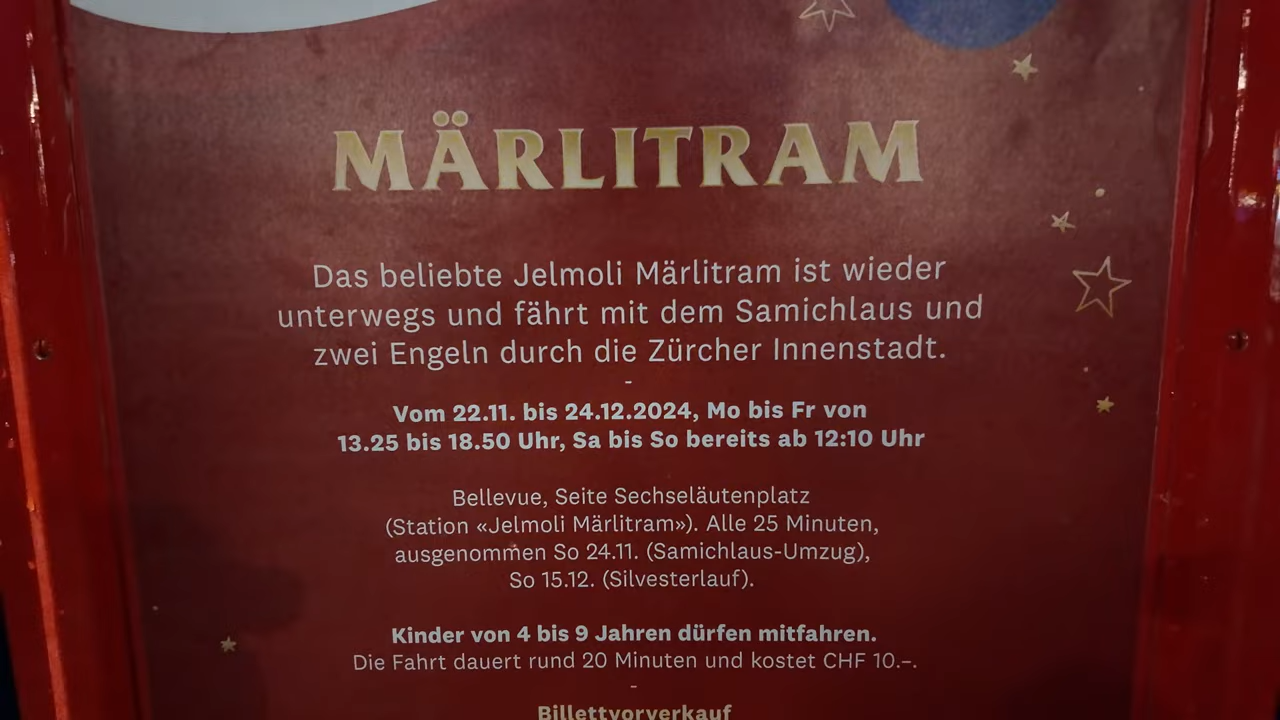 MÄRLITRAM
Das beliebte Jelmoli Märlitram ist wieder
unterwegs und fährt mit dem Samichlaus und
zwei Engeln durch die Zürcher Innenstadt.
-
Vom 22.11. bis 24.12.2024, Mo bis Fr von
13.25 bis 18.50 Uhr, Sa bis So bereits ab 12:10 Uhr
Bellevue, Seite Sechseläutenplatz
(Station «Jelmoli Märlitram»). Alle 25 Minuten,
ausgenommen So 24.11. (Samichlaus-Umzug),
So 15.12. (Silvesterlauf).
Kinder von 4 bis 9 Jahren dürfen mitfahren.
Die Fahrt dauert rund 20 Minuten und kostet CHF 10.–.
-
Billettvorverkauf